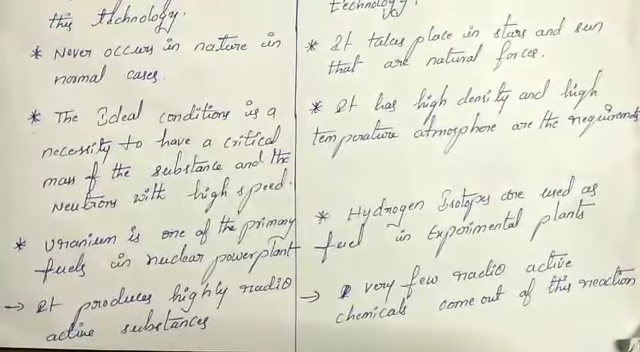 this technology.
* Never occurs in nature in
normal cases.
* The Ideal conditions is a
necessity to have a critical
mass of the substance and the
Neutrons with high speed.
* Uranium is one of the primary
fuels in nuclear powerplant
→ It produces highly radio
active substances
technology.
* It takes place in stars and sun
that are natural forces.
* It has high density and high
temperature atmosphere are the requirements
* Hydrogen Isotopes are used as
fuel in Experimental plants
→ very few radio active
chemicals come out of this reaction